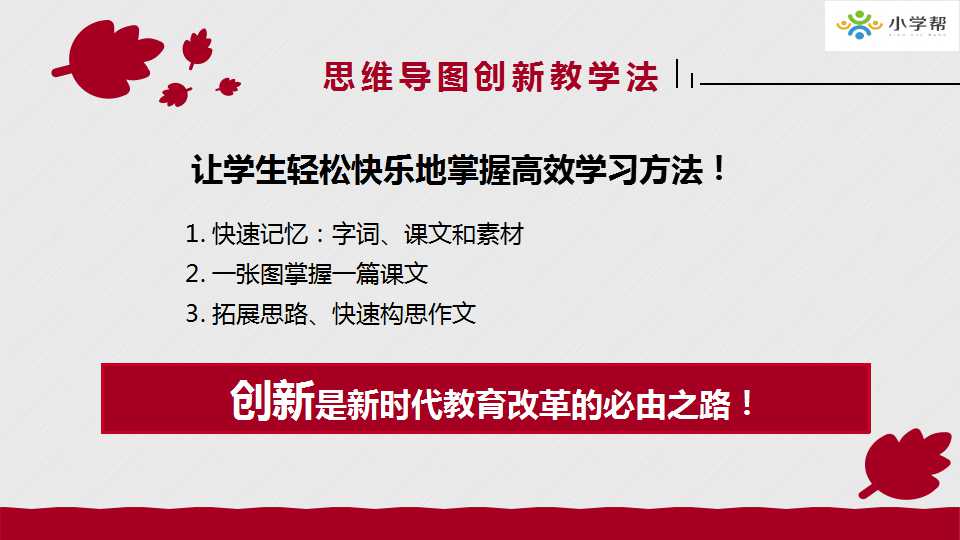 小学帮
思维导图创新教学法
让学生轻松快乐地掌握高效学习方法！
1. 快速记忆：字词、课文和素材
2. 一张图掌握一篇课文
3. 拓展思路、快速构思作文
创新是新时代教育改革的必由之路！